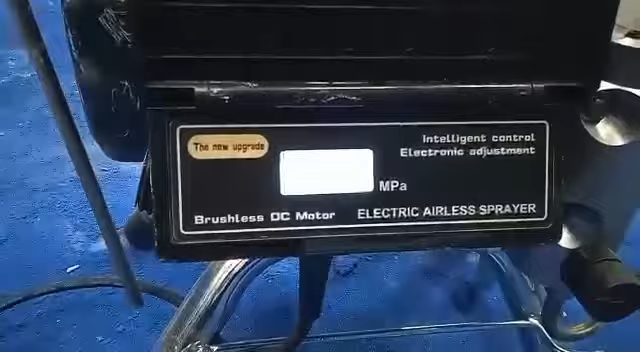 The new upgrade
Intelligent control
Electronic adjustment
MPa
Brushless DC Motor
ELECTRIC AIRLESS SPRAYER